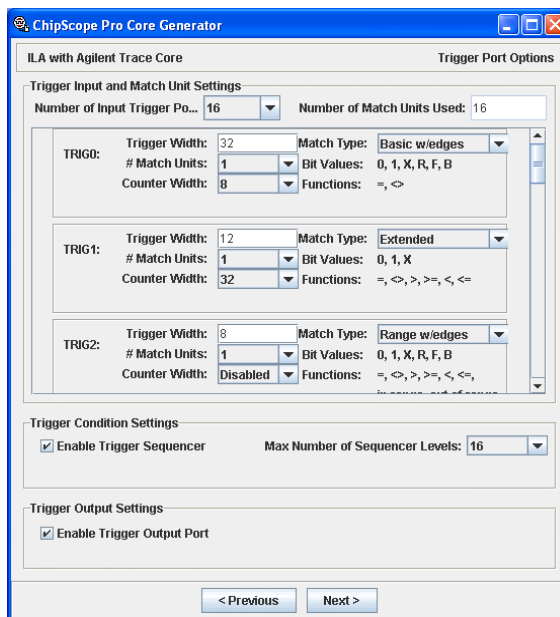 ChipScope Pro Core Generator
ILA with Agilent Trace Core Trigger Port Options
Trigger Input and Match Unit Settings
Number of Input Trigger Po... 16 Number of Match Units Used: 16
TRIG0:
Trigger Width: 32 Match Type: Basic w/edges
# Match Units: 1 Bit Values: 0, 1, X, R, F, B
Counter Width: 8 Functions: =, <>
TRIG1:
Trigger Width: 12 Match Type: Extended
# Match Units: 1 Bit Values: 0, 1, X
Counter Width: 32 Functions: =, <>, >, >=, <, <=
TRIG2:
Trigger Width: 8 Match Type: Range w/edges
# Match Units: 1 Bit Values: 0, 1, X, R, F, B
Counter Width: Disabled Functions: =, <>, >, >=, <, <=,
Trigger Condition Settings
Enable Trigger Sequencer Max Number of Sequencer Levels: 16
Trigger Output Settings
Enable Trigger Output Port
< Previous Next >